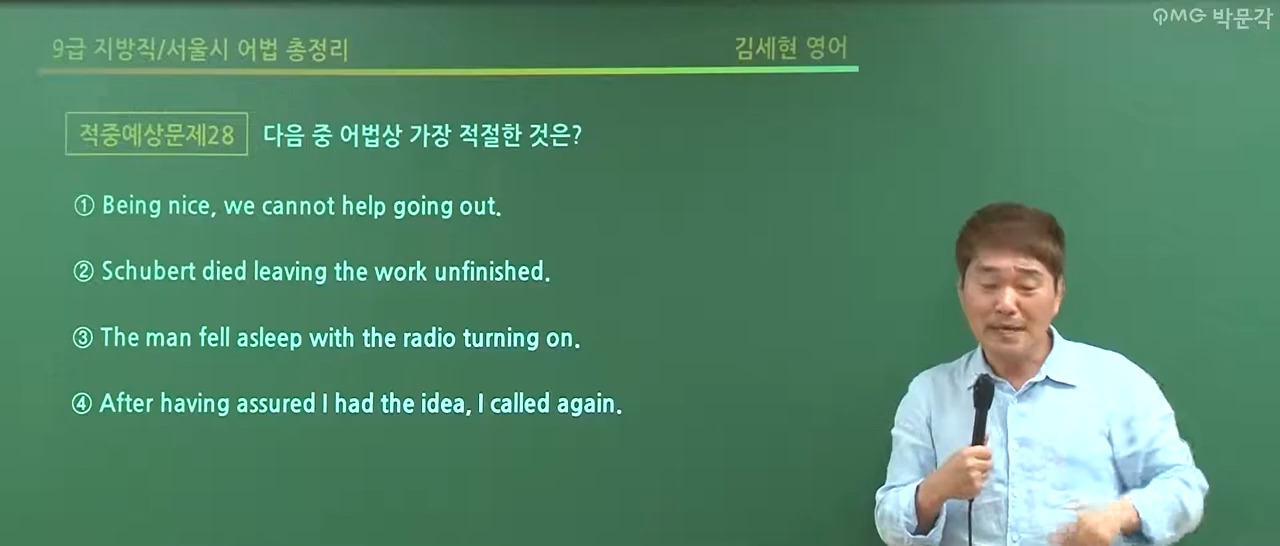 QMG 박문각
9급 지방직/서울시 어법 총정리
김세현 영어
적중예상문제28 다음 중 어법상 가장 적절한 것은?
① Being nice, we cannot help going out.
② Schubert died leaving the work unfinished.
③ The man fell asleep with the radio turning on.
④ After having assured I had the idea, I called again.